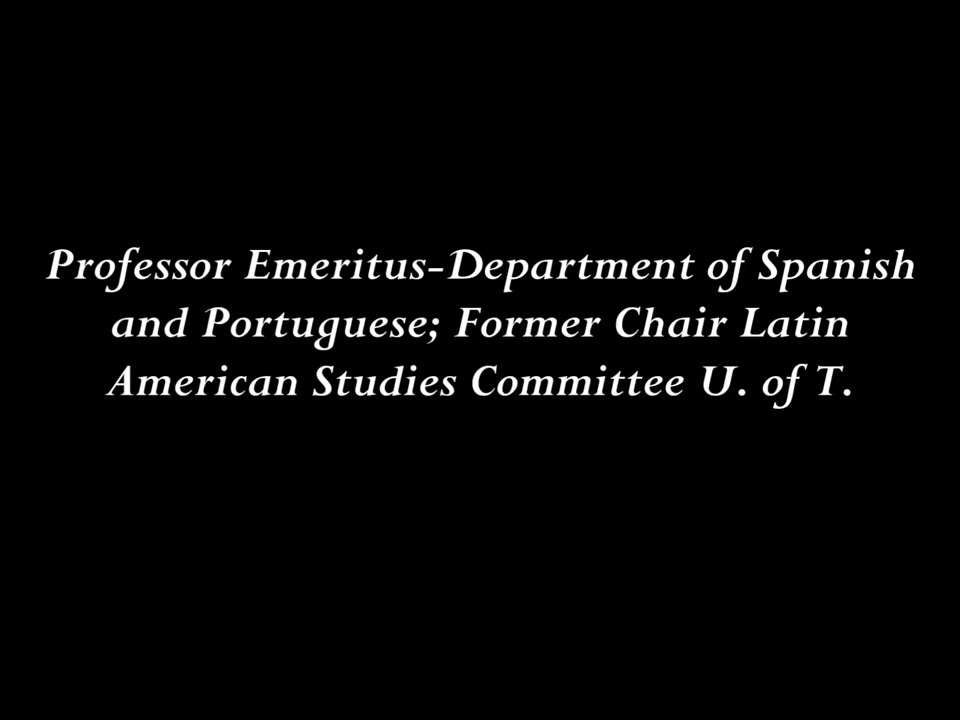 Professor Emeritus-Department of Spanish
and Portuguese; Former Chair Latin
American Studies Committee U. of T.